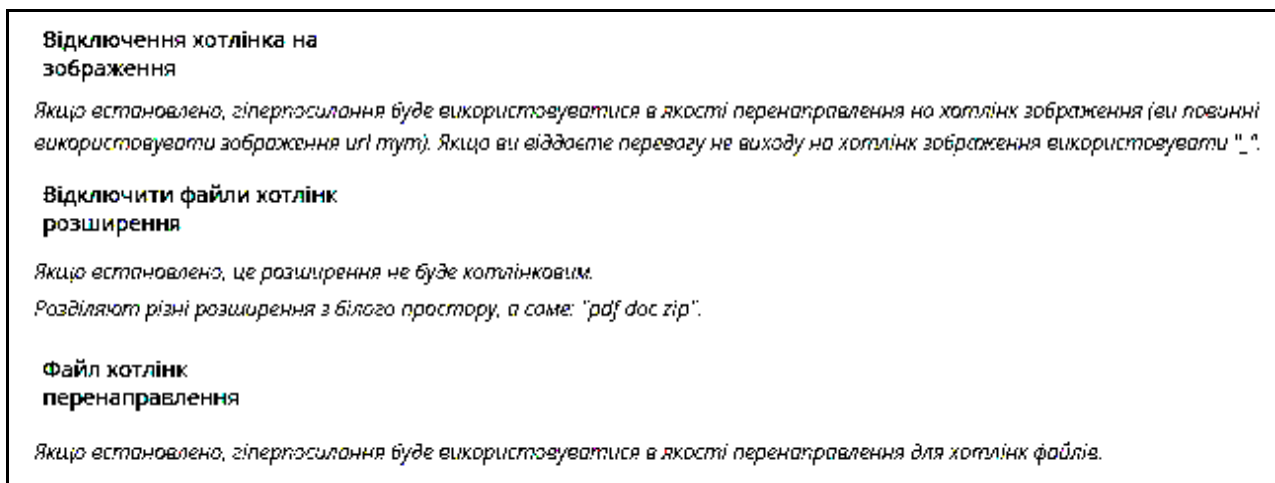 Відключення хотлінка на
зображення
Якщо встановлено, гіперпосилання буде використовуватися в якості перенаправлення но хотлінк зображення (ви повинні
використовувати зображення url тут). Якщо ви віддаєте перевагу не виходу на хотлінк зображення використовувати "_".
Відключити файли хотлінк
розширення
Якщо встановлено, це розширення не буде котлінковим.
Розділяют різні розширення з білого простору, а саме: "pdf doc zip".
Файл хотлінк
перенаправлення
Якщо встановлено, гіперпосилання буде використовуватися в якості перенаправлення для хотлінк файлів.